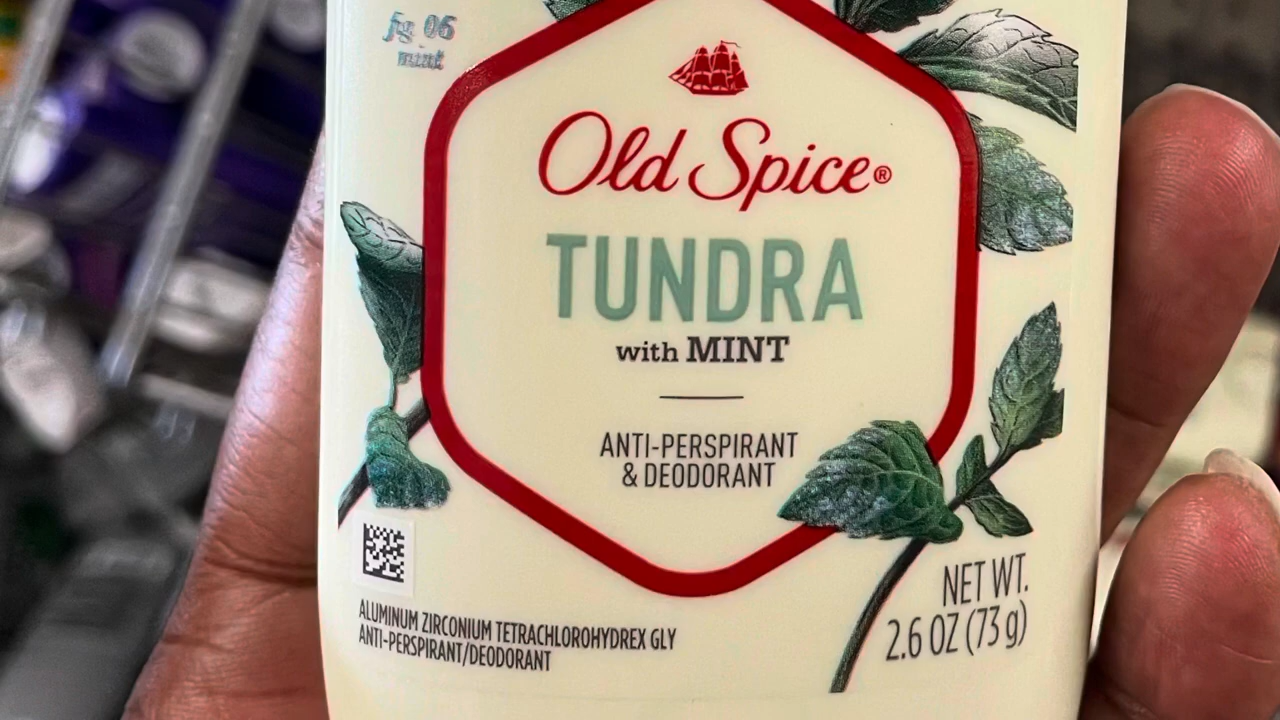 fig. 06
mint
Old Spice®
TUNDRA
with MINT
ANTI-PERSPIRANT
& DEODORANT
NET WT.
2.6 OZ (73 g)
ALUMINUM ZIRCONIUM TETRACHLOROHYDREX GLY
ANTI-PERSPIRANT/DEODORANT